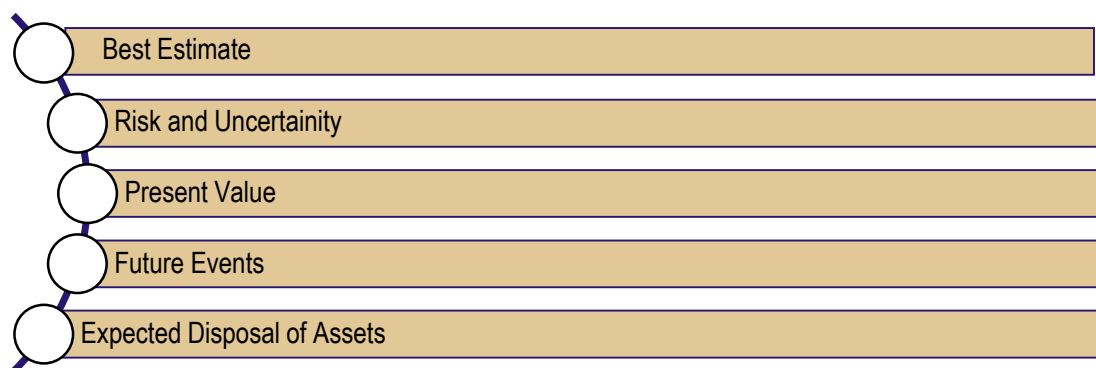 Best Estimate
Risk and Uncertainity
Present Value
Future Events
Expected Disposal of Assets